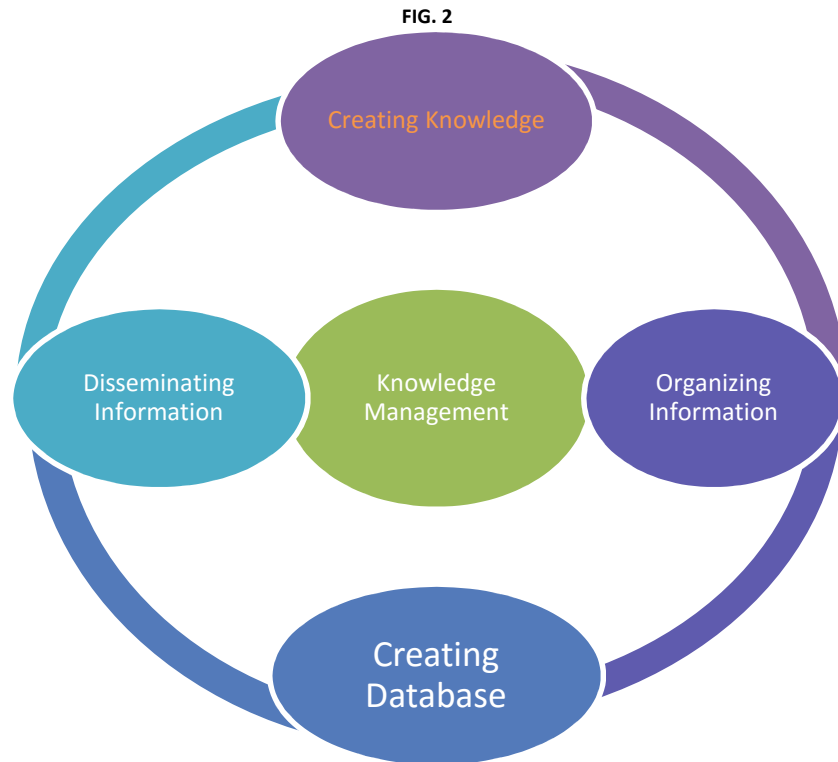 FIG. 2
Creating Knowledge
Disseminating
Information
Knowledge
Management
Organizing
Information
Creating
Database